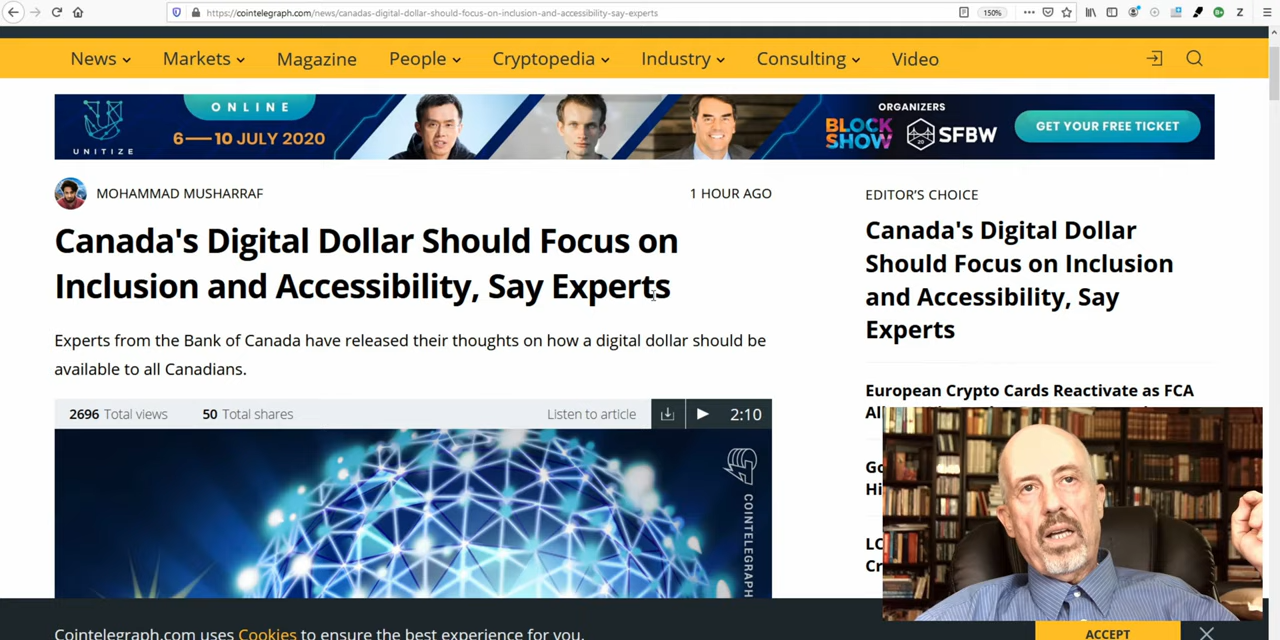 https://cointelegraph.com/news/canadas-digital-dollar-should-focus-on-inclusion-and-accessibility-say-experts
150%
News
Markets
Magazine
People
Cryptopedia
Industry
Consulting
Video
UNITIZE
ONLINE
6—10 JULY 2020
ORGANIZERS
BLOCK
SHOW
SFBW
GET YOUR FREE TICKET
MOHAMMAD MUSHARRAF
1 HOUR AGO
Canada's Digital Dollar Should Focus on
Inclusion and Accessibility, Say Experts
Experts from the Bank of Canada have released their thoughts on how a digital dollar should be
available to all Canadians.
2696 Total views
50 Total shares
Listen to article
2:10
COINTELEGRAPH
EDITOR'S CHOICE
Canada's Digital Dollar
Should Focus on Inclusion
and Accessibility, Say
Experts
European Crypto Cards Reactivate as FCA
Cointelegraph.com uses Cookies to ensure the best experience for you.
ACCEPT